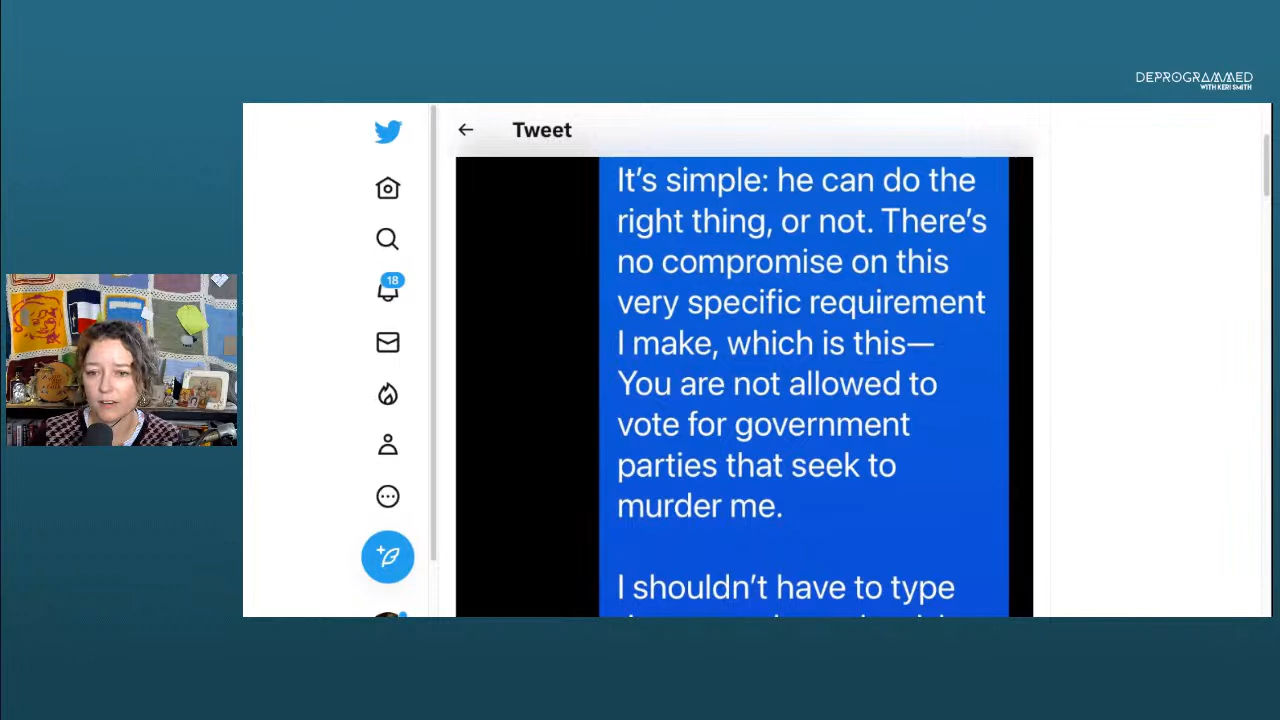 DEPROGRAMMED
WITH KERI SMITH
Tweet
18
It's simple: he can do the
right thing, or not. There's
no compromise on this
very specific requirement
I make, which is this—
You are not allowed to
vote for government
parties that seek to
murder me.
I shouldn't have to type